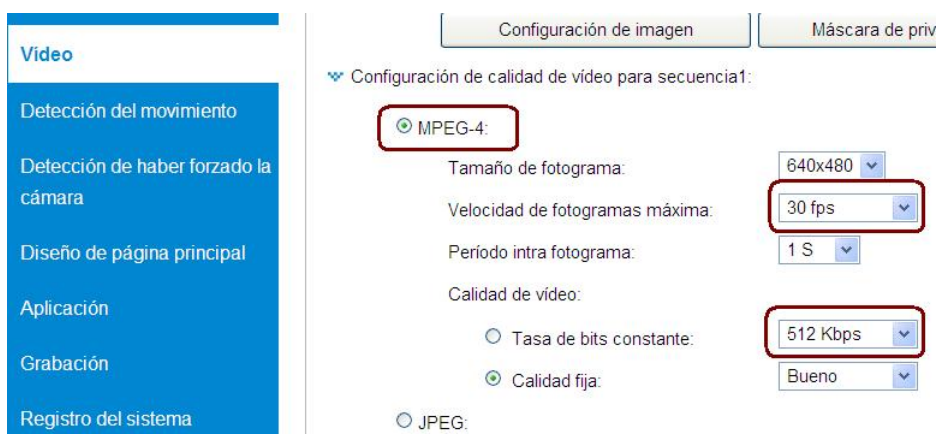 Configuración de imagen
Máscara de priv
Vídeo
Configuración de calidad de vídeo para secuencia1:
Detección del movimiento
MPEG-4:
Detección de haber forzado la
cámara
Tamaño de fotograma: 640x480
Velocidad de fotogramas máxima: 30 fps
Diseño de página principal
Período intra fotograma: 1 S
Aplicación
Calidad de vídeo:
Tasa de bits constante: 512 Kbps
Grabación
Calidad fija: Bueno
Registro del sistema
JPEG: